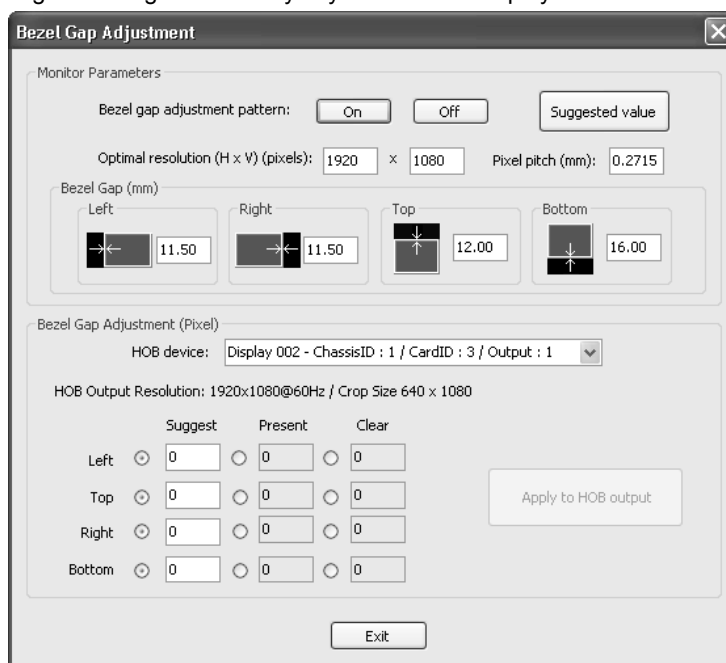 Bezel Gap Adjustment
Monitor Parameters
Bezel gap adjustment pattern: On Off Suggested value
Optimal resolution (H x V) (pixels): 1920 x 1080 Pixel pitch (mm): 0.2715
Bezel Gap (mm)
Left Right Top Bottom
11.50 11.50 12.00 16.00
Bezel Gap Adjustment (Pixel)
HOB device: Display 002 - ChassisID : 1 / CardID : 3 / Output : 1
HOB Output Resolution: 1920x1080@60Hz / Crop Size 640 x 1080
Suggest Present Clear
Left 0 0 0
Top 0 0 0
Right 0 0 0
Bottom 0 0 0
Apply to HOB output
Exit